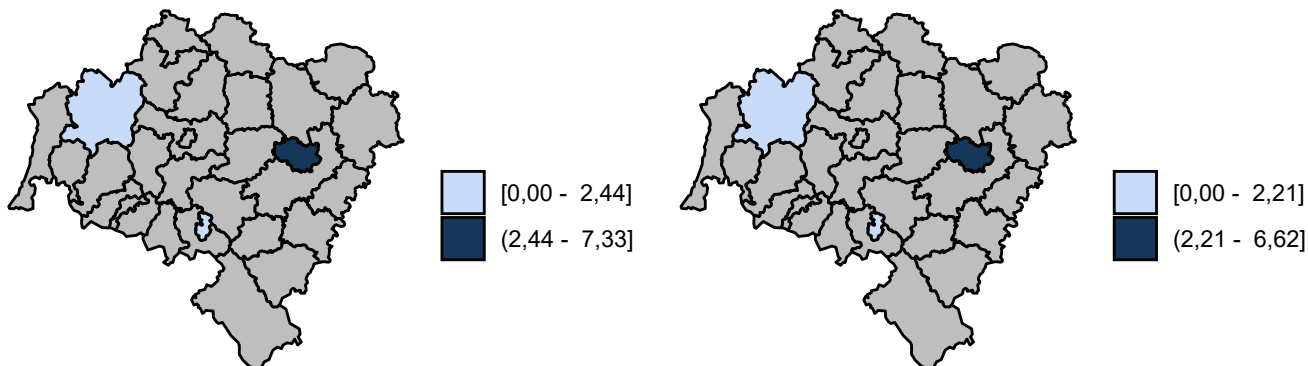 [0,00 - 2,44]
(2,44 - 7,33]
[0,00 - 2,21]
(2,21 - 6,62]